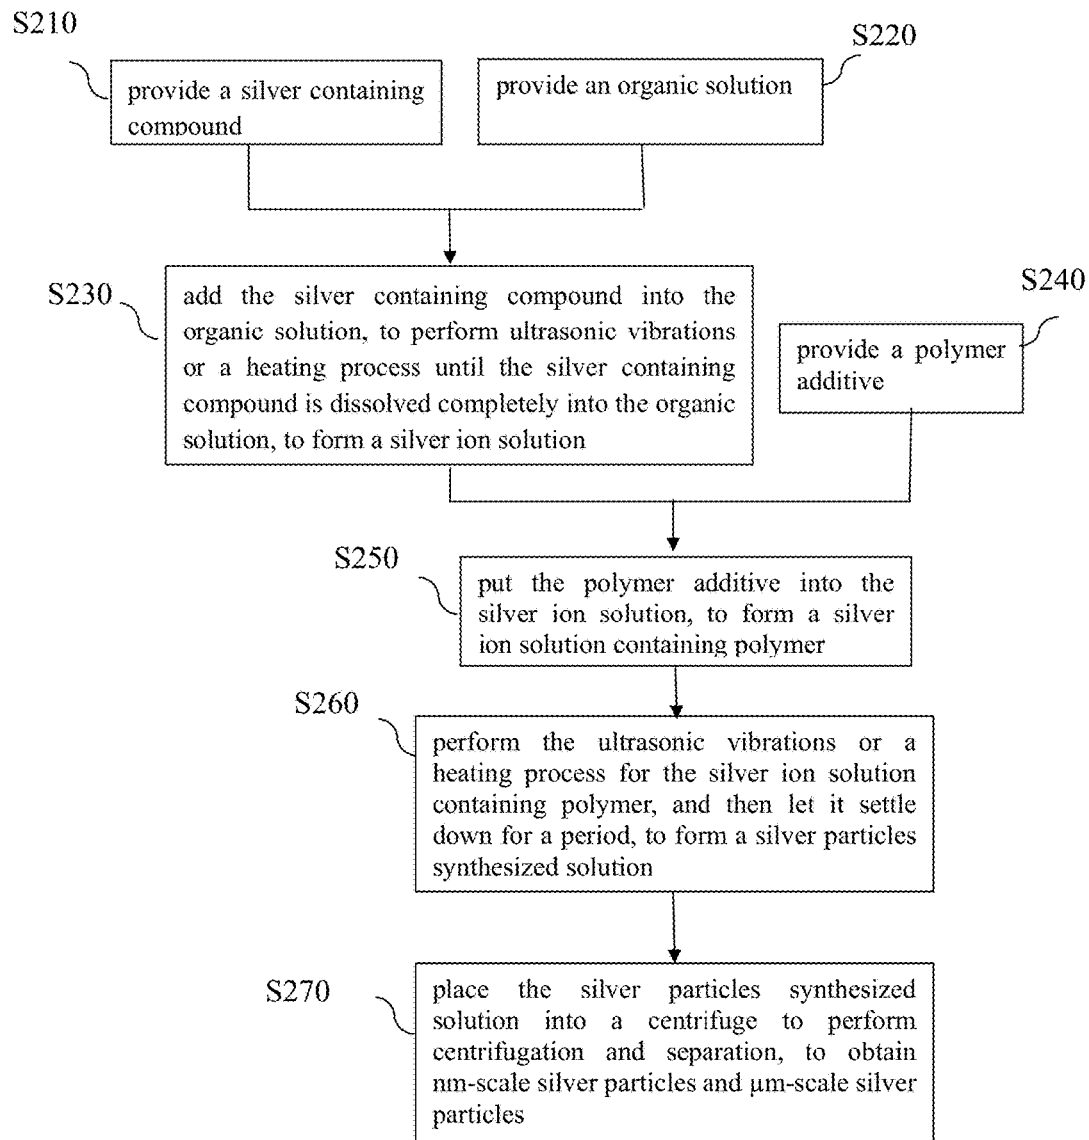 S210
S220
provide a silver containing
compound
provide an organic solution
S230
add the silver containing compound into the
organic solution, to perform ultrasonic vibrations
or a heating process until the silver containing
compound is dissolved completely into the organic
solution, to form a silver ion solution
S240
provide a polymer
additive
S250
put the polymer additive into the
silver ion solution, to form a silver
ion solution containing polymer
S260
perform the ultrasonic vibrations or a
heating process for the silver ion solution
containing polymer, and then let it settle
down for a period, to form a silver particles
synthesized solution
S270
place the silver particles synthesized
solution into a centrifuge to perform
centrifugation and separation, to obtain
nm-scale silver particles and μm-scale silver
particles